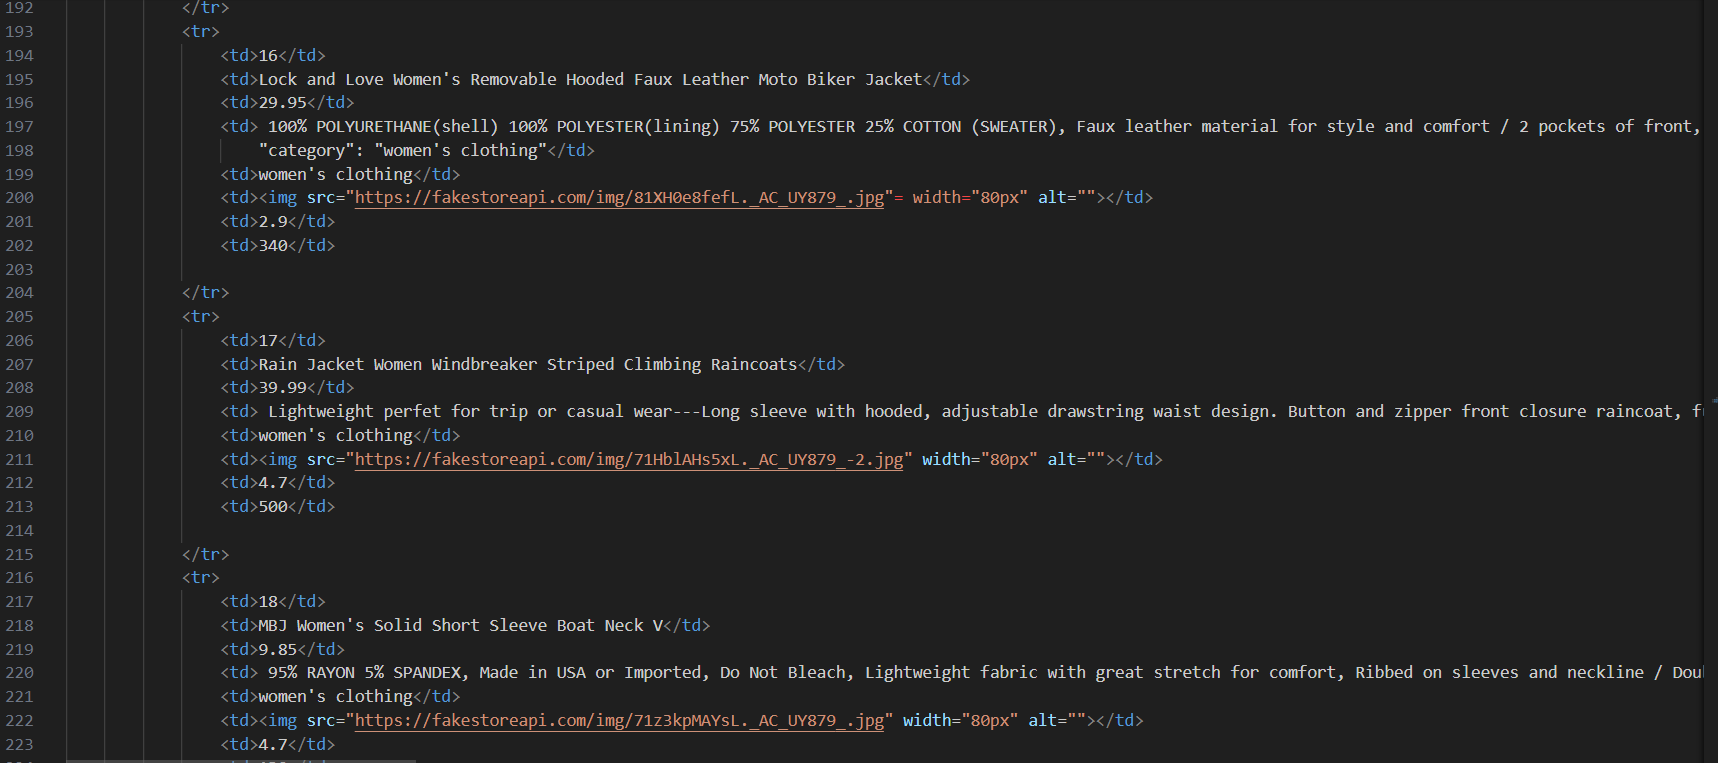 192 </tr>
193 <tr>
194 <td>16</td>
195 <td>Lock and Love Women's Removable Hooded Faux Leather Moto Biker Jacket</td>
196 <td>29.95</td>
197 <td> 100% POLYURETHANE(shell) 100% POLYESTER(lining) 75% POLYESTER 25% COTTON (SWEATER), Faux leather material for style and comfort / 2 pockets of front,
198 "category": "women's clothing"</td>
199 <td>women's clothing</td>
200 <td><img src="https://fakestoreapi.com/img/81XH0e8fefL._AC_UY879_.jpg"= width="80px" alt=""></td>
201 <td>2.9</td>
202 <td>340</td>
203
204 </tr>
205 <tr>
206 <td>17</td>
207 <td>Rain Jacket Women Windbreaker Striped Climbing Raincoats</td>
208 <td>39.99</td>
209 <td> Lightweight perfet for trip or casual wear---Long sleeve with hooded, adjustable drawstring waist design. Button and zipper front closure raincoat,
210 <td>women's clothing</td>
211 <td><img src="https://fakestoreapi.com/img/71HblAHs5xL._AC_UY879_-2.jpg" width="80px" alt=""></td>
212 <td>4.7</td>
213 <td>500</td>
214
215 </tr>
216 <tr>
217 <td>18</td>
218 <td>MBJ Women's Solid Short Sleeve Boat Neck V</td>
219 <td>9.85</td>
220 <td> 95% RAYON 5% SPANDEX, Made in USA or Imported, Do Not Bleach, Lightweight fabric with great stretch for comfort, Ribbed on sleeves and neckline /
221 <td>women's clothing</td>
222 <td><img src="https://fakestoreapi.com/img/71z3kpMAYsL._AC_UY879_.jpg" width="80px" alt=""></td>
223 <td>4.7</td>